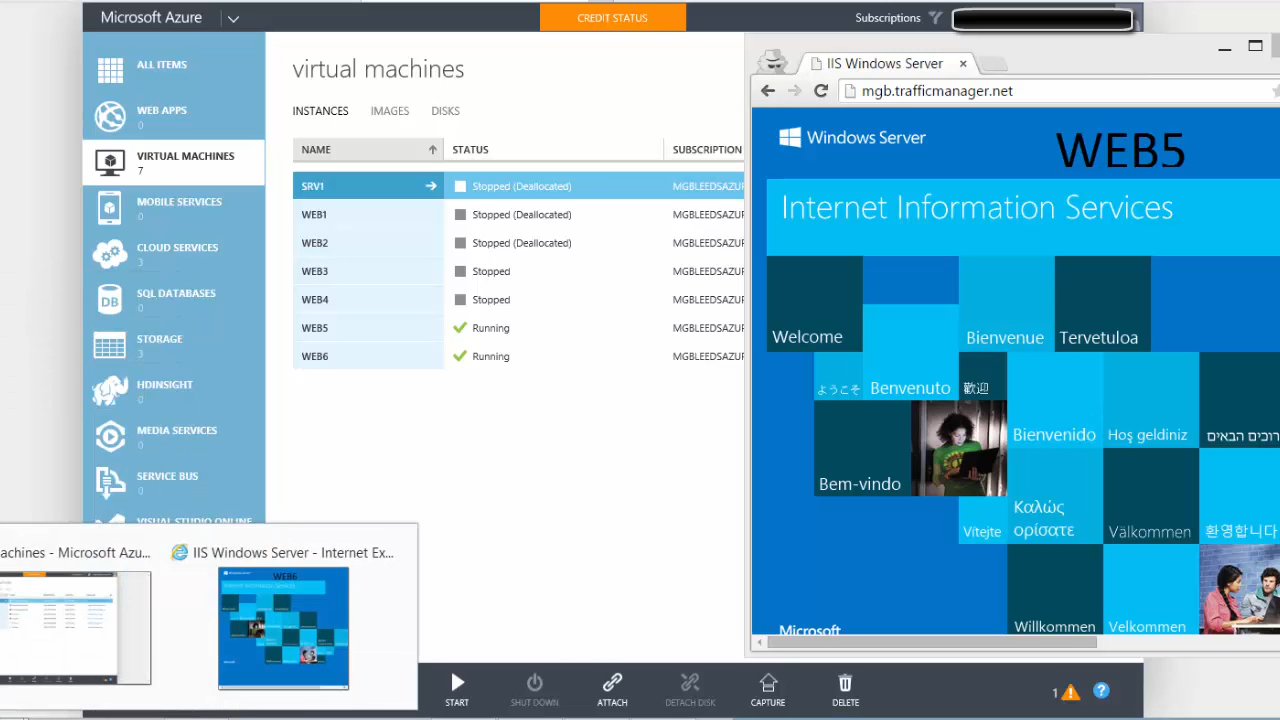 Microsoft Azure
CREDIT STATUS
Subscriptions
ALL ITEMS
WEB APPS
0
VIRTUAL MACHINES
7
MOBILE SERVICES
0
CLOUD SERVICES
3
SQL DATABASES
0
STORAGE
3
HDINSIGHT
0
MEDIA SERVICES
0
SERVICE BUS
0
VISUAL STUDIO ONLINE
virtual machines
INSTANCES IMAGES DISKS
NAME STATUS SUBSCRIPTION
SRV1 Stopped (Deallocated) MGBLEEDSAZUR
WEB1 Stopped (Deallocated) MGBLEEDSAZUR
WEB2 Stopped (Deallocated) MGBLEEDSAZUR
WEB3 Stopped MGBLEEDSAZUR
WEB4 Stopped MGBLEEDSAZUR
WEB5 Running MGBLEEDSAZUR
WEB6 Running MGBLEEDSAZUR
IIS Windows Server
mgb.trafficmanager.net
Windows Server
WEB5
Internet Information Services
Welcome Bienvenue Tervetuloa
ようこそ Benvenuto 歡迎
Bienvenido Hoş geldiniz רוכים הבאים
Bem-vindo
Καλώς
ορίσατε
Vítejte Välkommen 환영합니다
Microsoft Willkommen Velkommen
achines - Microsoft Azu...
IIS Windows Server - Internet Ex...
WEB6
Internet Information Services
START SHUT DOWN ATTACH DETACH DISK CAPTURE DELETE
1 ?